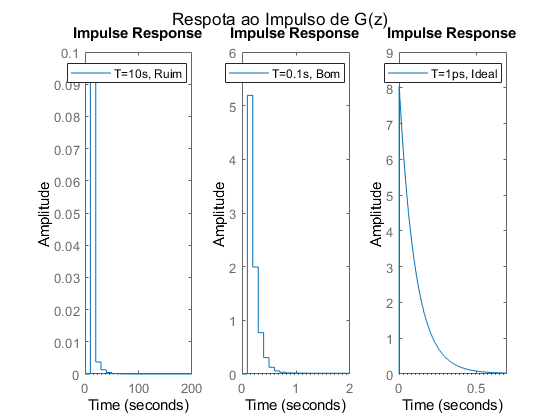 Respota ao Impulso de G(z)
Impulse Response
T=10s, Ruim
Amplitude
0.1
0.09
0.08
0.07
0.06
0.05
0.04
0.03
0.02
0.01
0
0 100 200
Time (seconds)
Impulse Response
T=0.1s, Bom
Amplitude
6
5
4
3
2
1
0
0 1 2
Time (seconds)
Impulse Response
T=1ps, Ideal
Amplitude
9
8
7
6
5
4
3
2
1
0
0 0.5
Time (seconds)